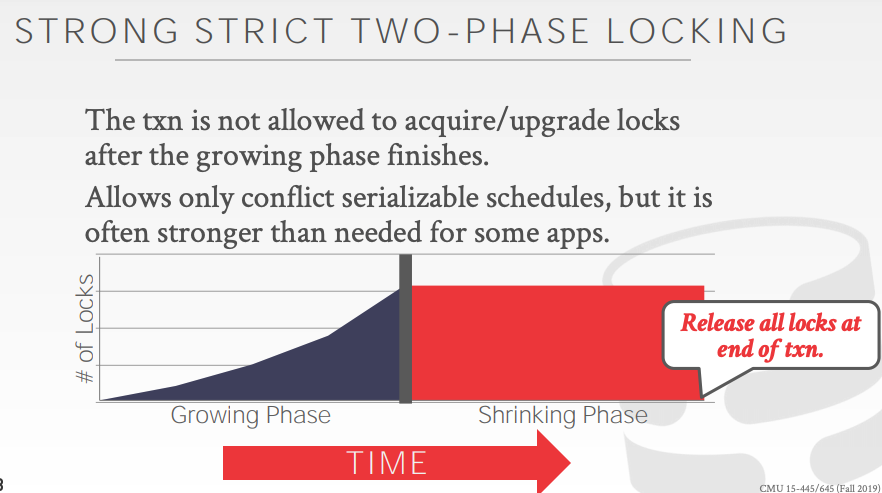 STRONG STRICT TWO-PHASE LOCKING
The txn is not allowed to acquire/upgrade locks
after the growing phase finishes.
Allows only conflict serializable schedules, but it is
often stronger than needed for some apps.
# of Locks
Release all locks at
end of txn.
Growing Phase
Shrinking Phase
TIME
CMU 15-445/645 (Fall 2019)